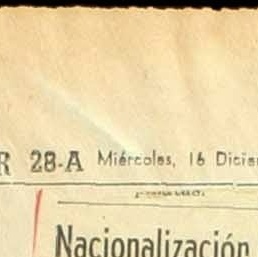 R 28-A Miércoles, 16 Dicie
Nacionalización